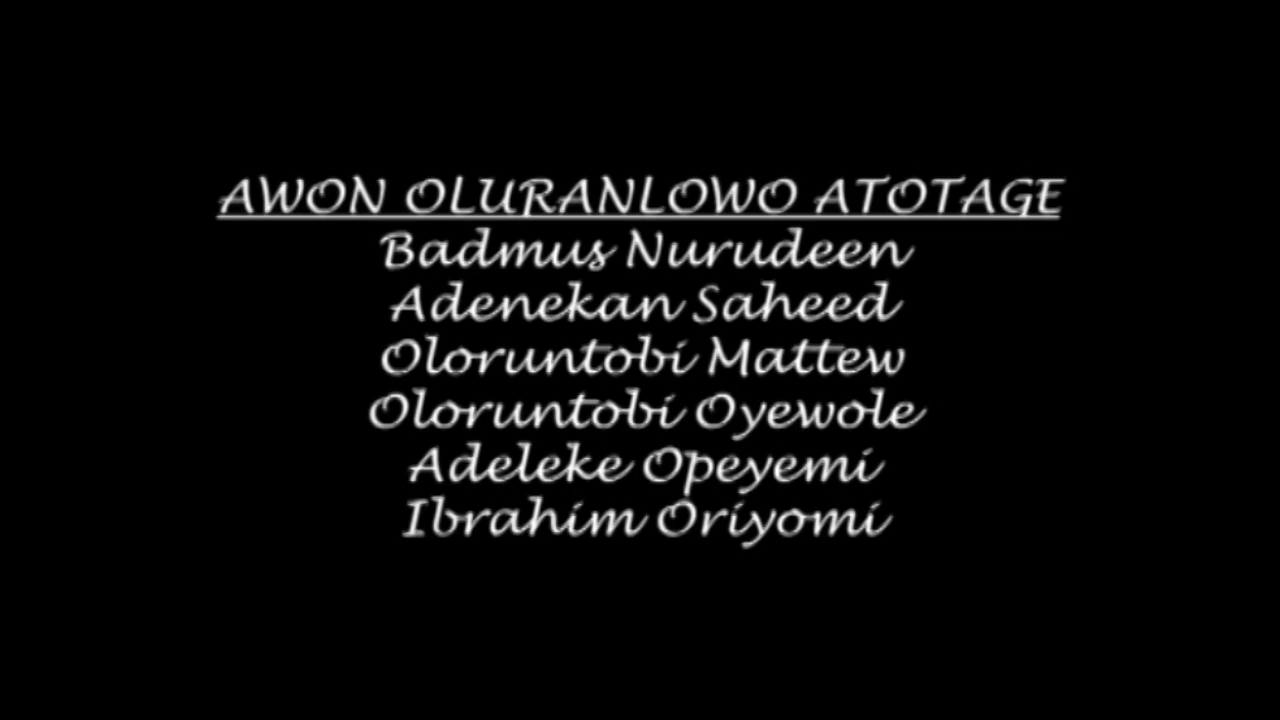 AWON OLURANLOWO ATOTAGE
Badmus Nurudeen
Adenekan Saheed
Oloruntobi Mattew
Oloruntobi Oyewole
Adeleke Opeyemi
Ibrahim Oriyomi